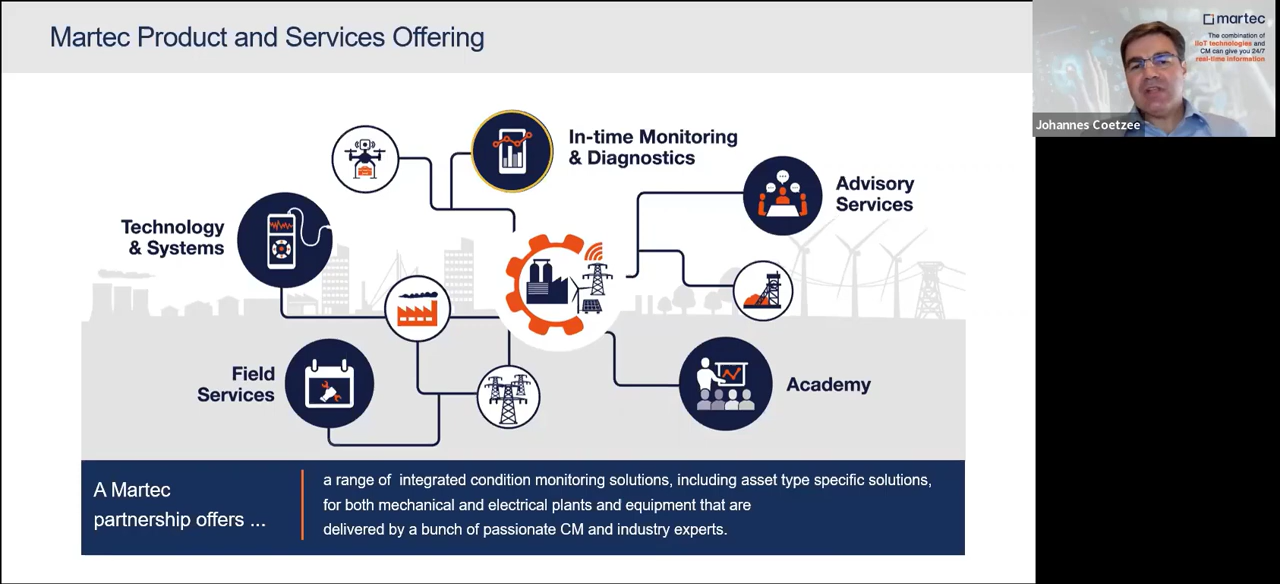 Martec Product and Services Offering
In-time Monitoring
& Diagnostics
Advisory
Services
Technology
& Systems
Field
Services
Academy
A Martec
partnership offers ...
a range of integrated condition monitoring solutions, including asset type specific solutions,
for both mechanical and electrical plants and equipment that are
delivered by a bunch of passionate CM and industry experts.
martec
The combination of
IIoT technologies and
CM can give you 24/7
real-time information
Johannes Coetzee